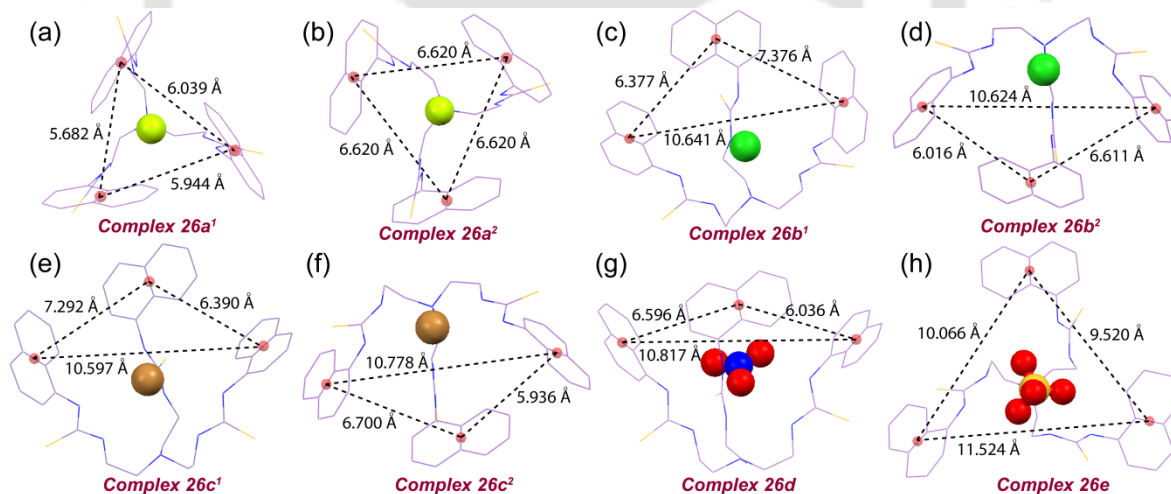 (a)
6.039 Å
5.682 Å
5.944 Å
Complex 26a¹
(b)
6.620 Å
6.620 Å
6.620 Å
Complex 26a²
(c)
7.376 Å
6.377 Å
10.641 Å
Complex 26b¹
(d)
10.624 Å
6.016 Å
6.611 Å
Complex 26b²
(e)
7.292 Å
6.390 Å
10.597 Å
Complex 26c¹
(f)
10.778 Å
5.936 Å
6.700 Å
Complex 26c²
(g)
6.596 Å
6.036 Å
10.817 Å
Complex 26d
(h)
10.066 Å
9.520 Å
11.524 Å
Complex 26e